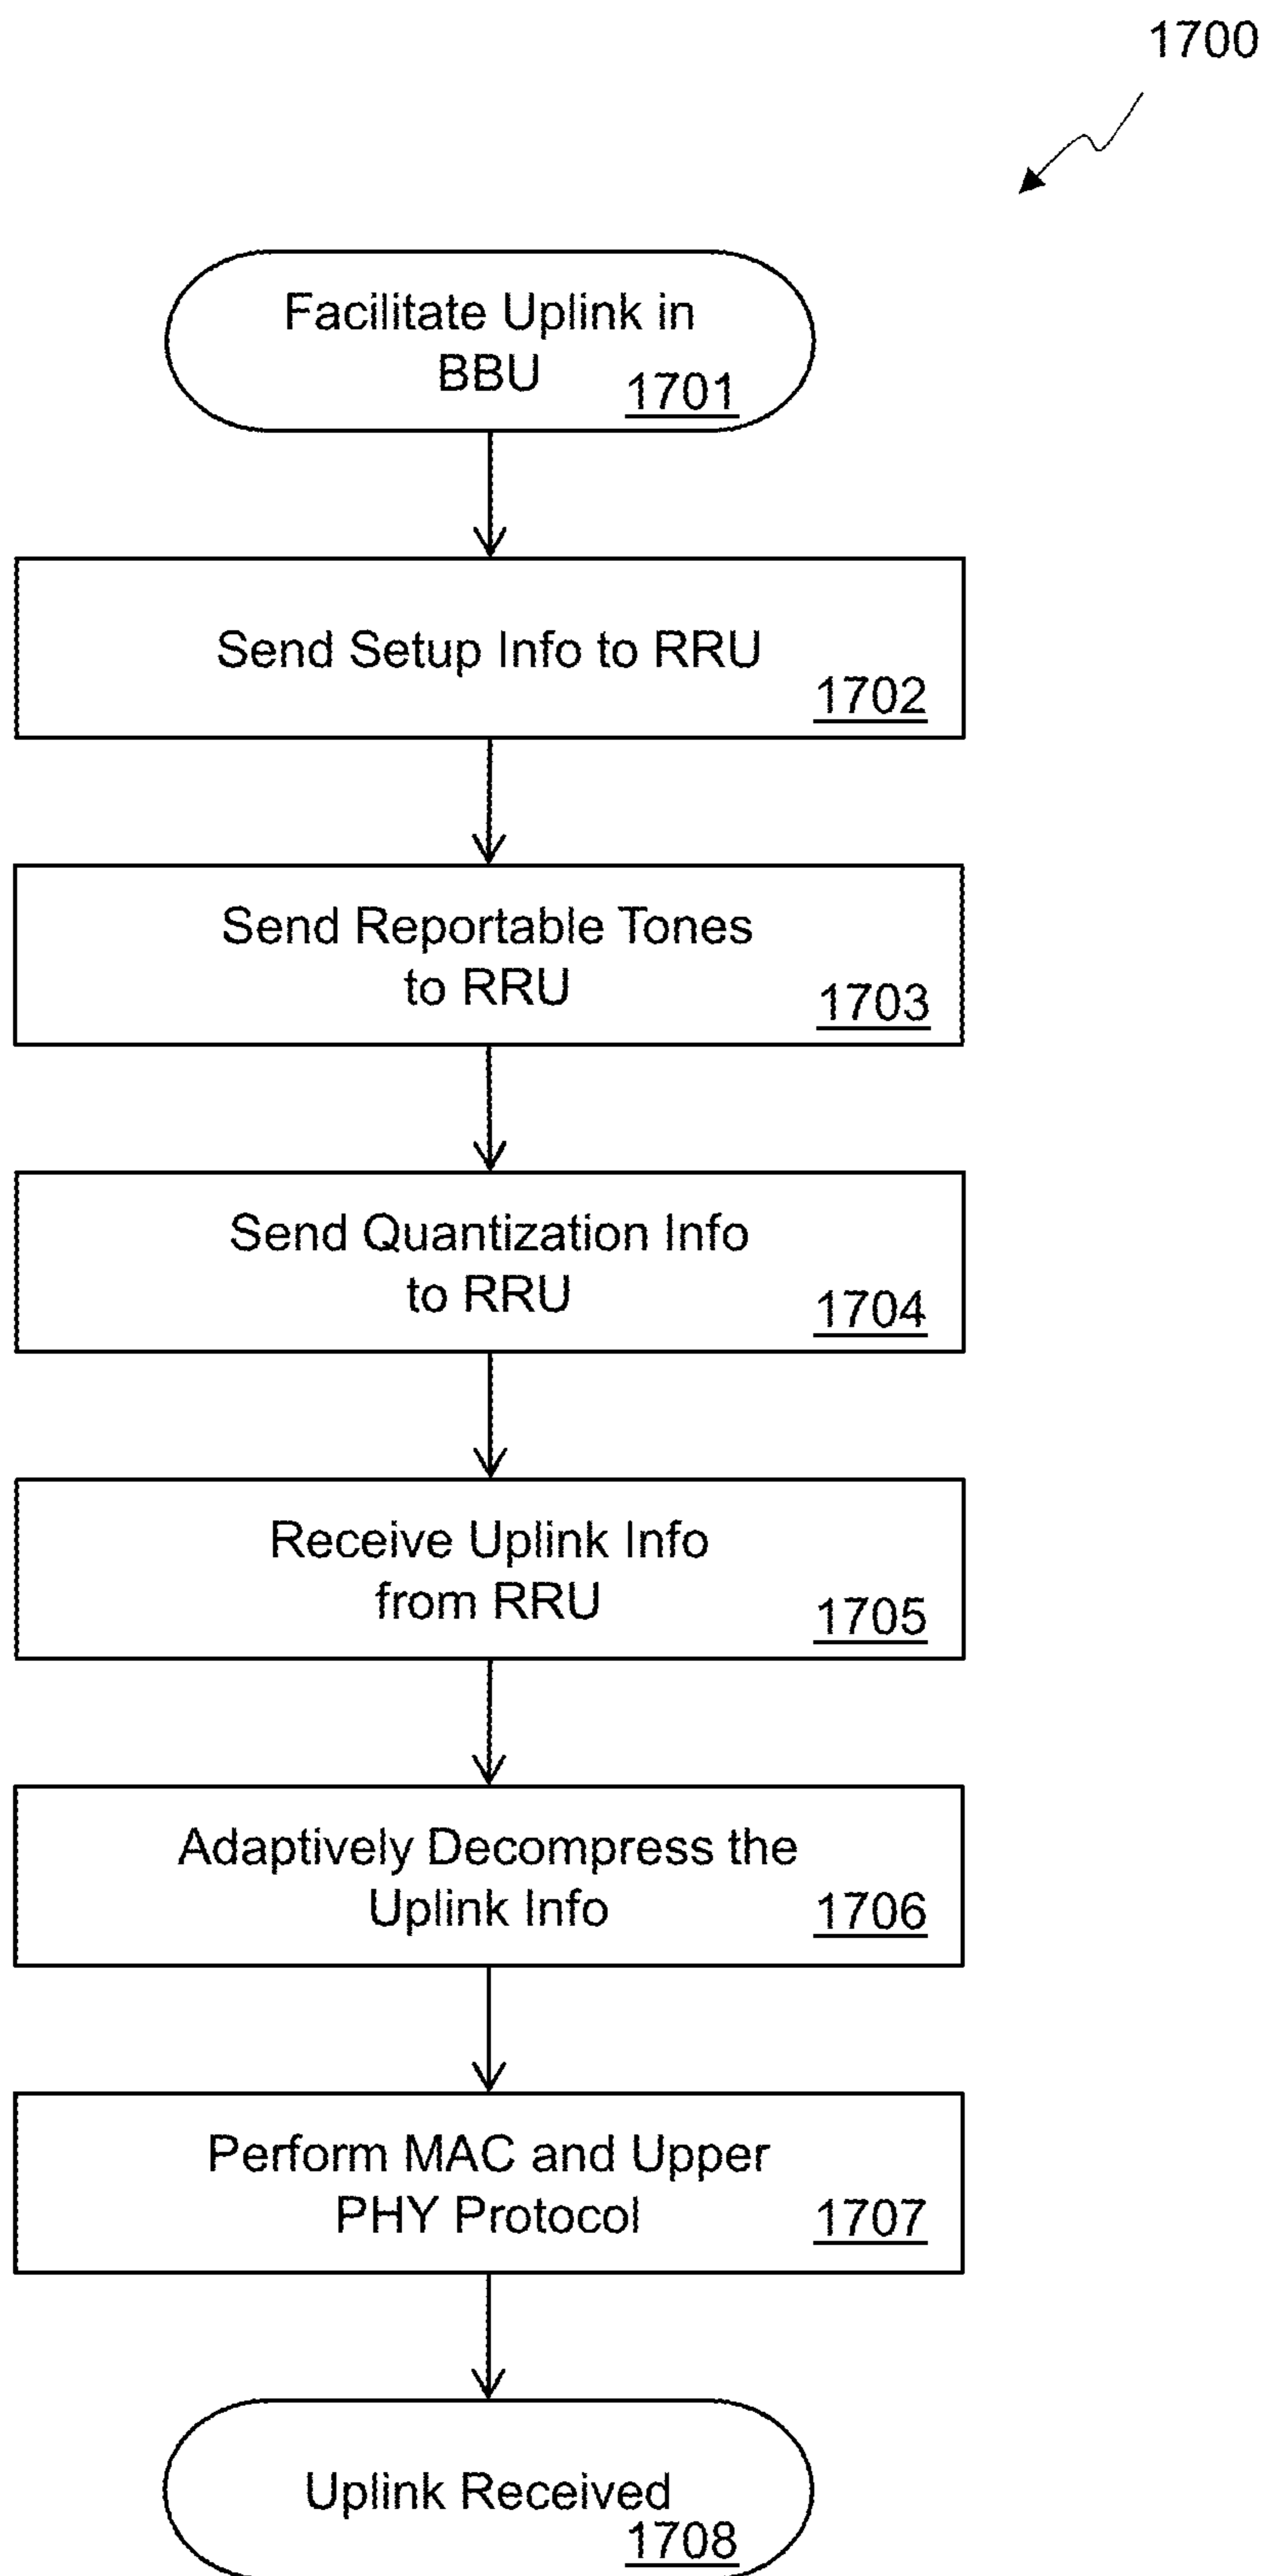 1700
Facilitate Uplink in
BBU
1701
Send Setup Info to RRU
1702
Send Reportable Tones
to RRU
1703
Send Quantization Info
to RRU
1704
Receive Uplink Info
from RRU
1705
Adaptively Decompress the
Uplink Info
1706
Perform MAC and Upper
PHY Protocol
1707
Uplink Received
1708